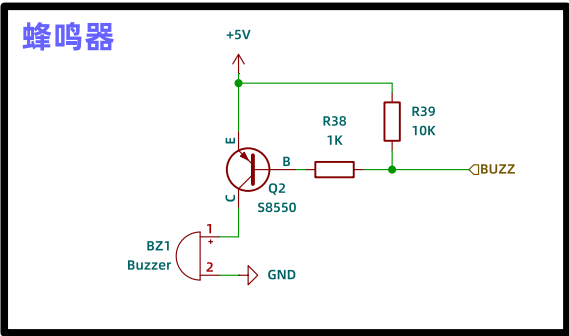 蜂鸣器
+5V
R39
10K
R38
1K
E
B
Q2
S8550
C
BUZZ
BZ1
Buzzer
1
+
2
GND